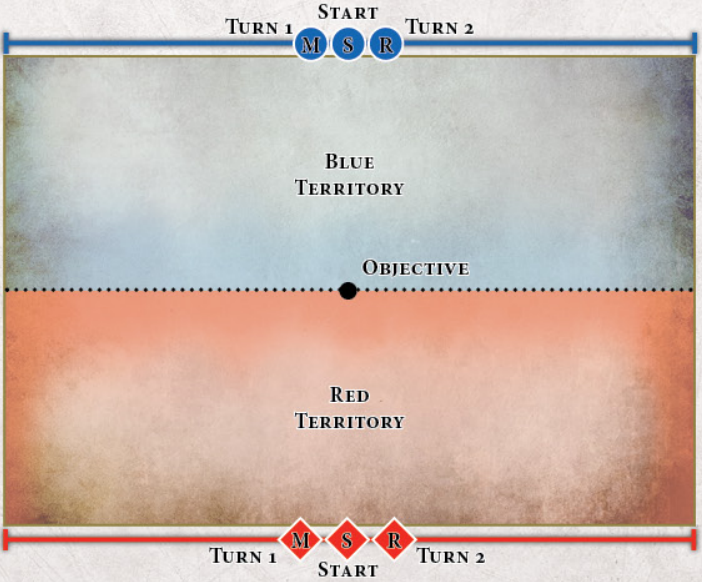 START
TURN 1 M S R TURN 2
BLUE
TERRITORY
OBJECTIVE
RED
TERRITORY
TURN 1 M S R TURN 2
START